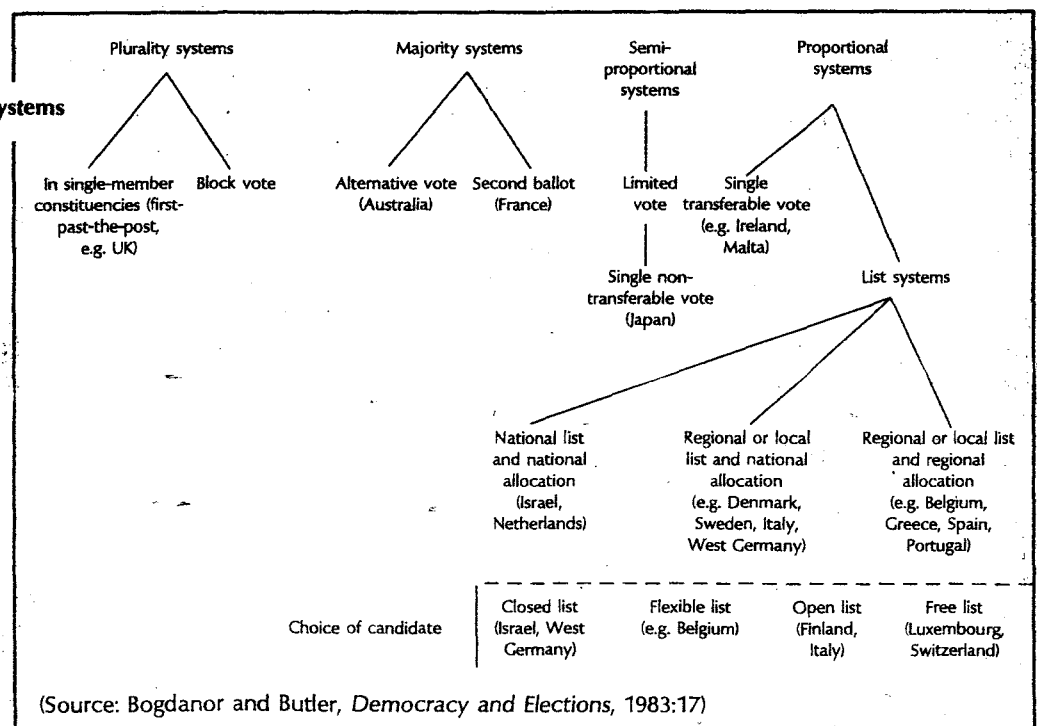 Plurality systems
Majority systems
Semi-
proportional
systems
Proportional
systems
ystems
In single-member
constituencies (first-
past-the-post,
e.g. UK)
Block vote
Alternative vote
(Australia)
Second ballot
(France)
Limited
vote
Single
transferable vote
(e.g. Ireland,
Malta)
Single non-
transferable vote
(Japan)
List systems
National list
and national
allocation
(Israel,
Netherlands)
Regional or local
list and national
allocation
(e.g. Denmark,
Sweden, Italy,
West Germany)
Regional or local list
and regional
allocation
(e.g. Belgium,
Greece, Spain,
Portugal)
Choice of candidate
Closed list
(Israel, West
Germany)
Flexible list
(e.g. Belgium)
Open list
(Finland,
Italy)
Free list
(Luxembourg,
Switzerland)
(Source: Bogdanor and Butler, Democracy and Elections, 1983:17)